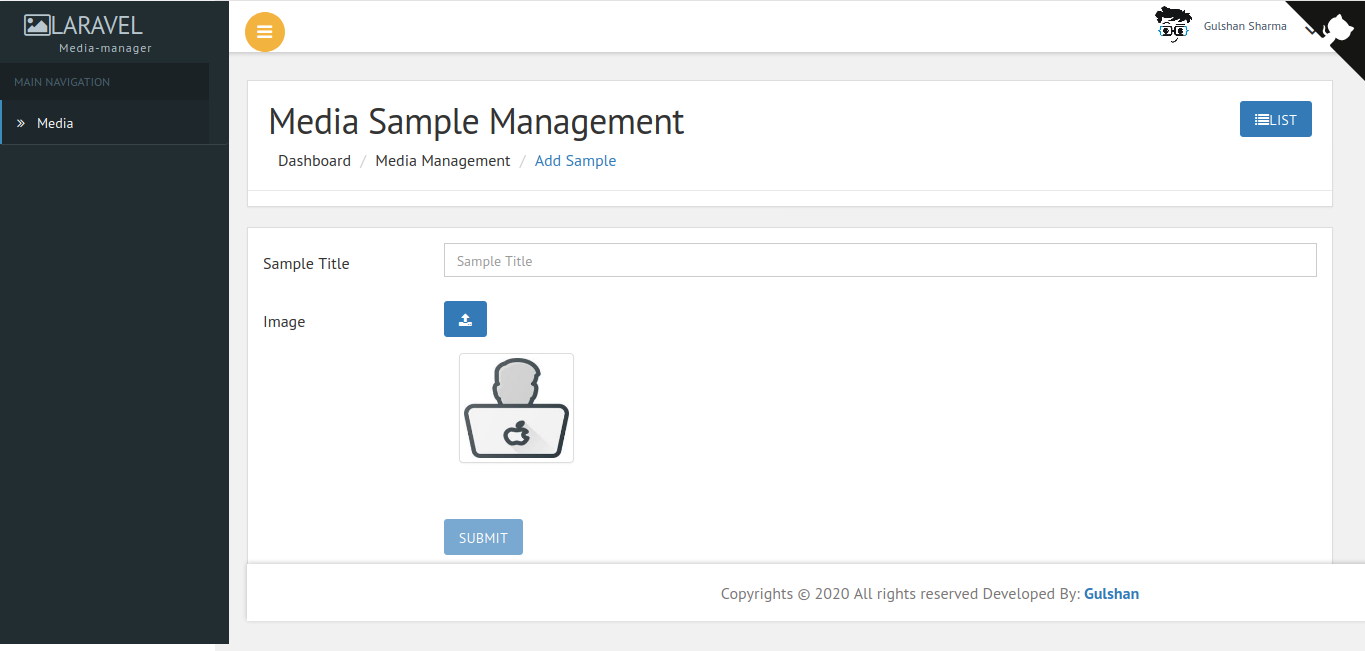 LARAVEL
Media-manager
MAIN NAVIGATION
Media
Gulshan Sharma
Media Sample Management
LIST
Dashboard / Media Management / Add Sample
Sample Title
Sample Title
Image
SUBMIT
Copyrights © 2020 All rights reserved Developed By: Gulshan